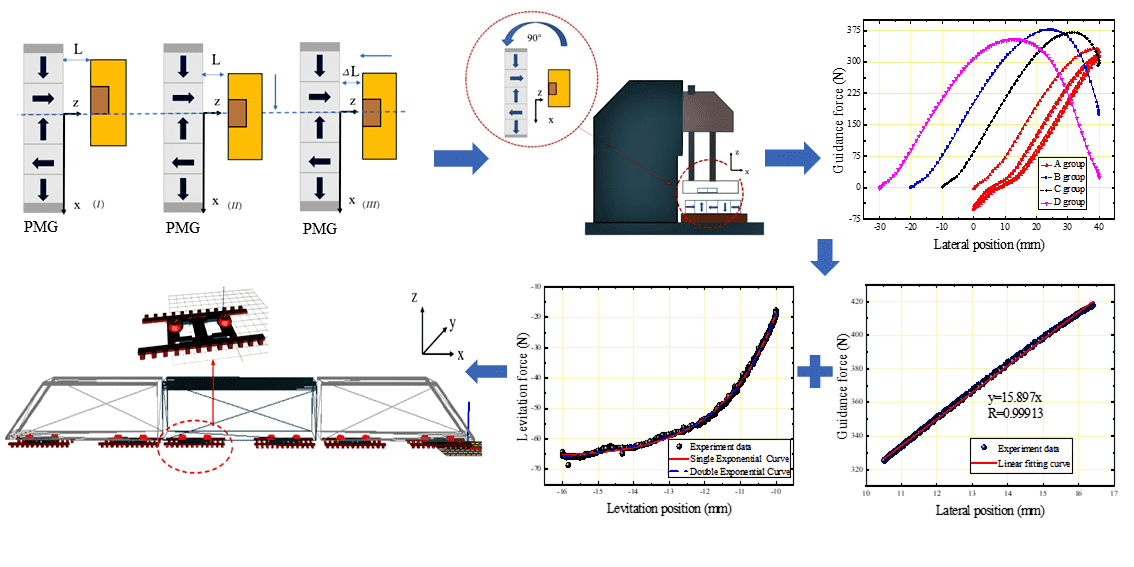 L
z
x
(I)
PMG
L
z
x
(II)
PMG
ΔL
z
x
(III)
PMG
90°
z
x
z
x
Guidance force (N)
375
300
225
150
75
0
-75
-30
-20
-10
0
10
20
30
40
Lateral position (mm)
A group
B group
C group
D group
z
y
x
Levitation force (N)
-10
-20
-30
-40
-50
-60
-70
-16
-15
-14
-13
-12
-11
-10
Levitation position (mm)
Experiment data
Single Exponential Curve
Double Exponential Curve
Guidance force (N)
420
400
380
360
340
320
10
11
12
13
14
15
16
17
Lateral position (mm)
y=15.897x
R=0.99913
Experiment data
Linear fitting curve